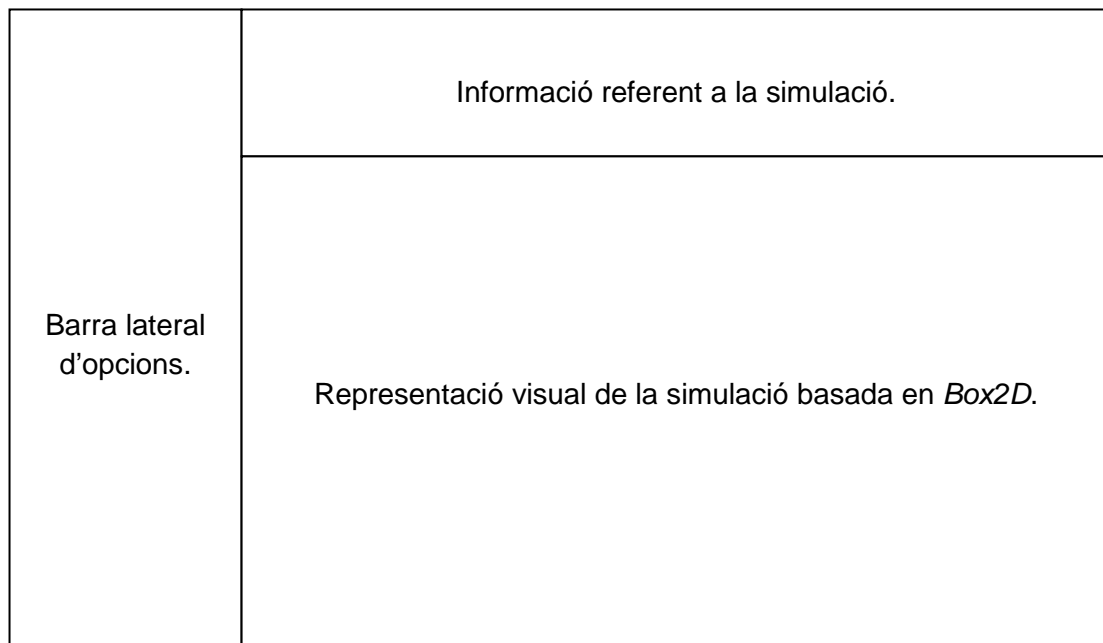 Informació referent a la simulació.
Barra lateral
d’opcions.
Representació visual de la simulació basada en Box2D.